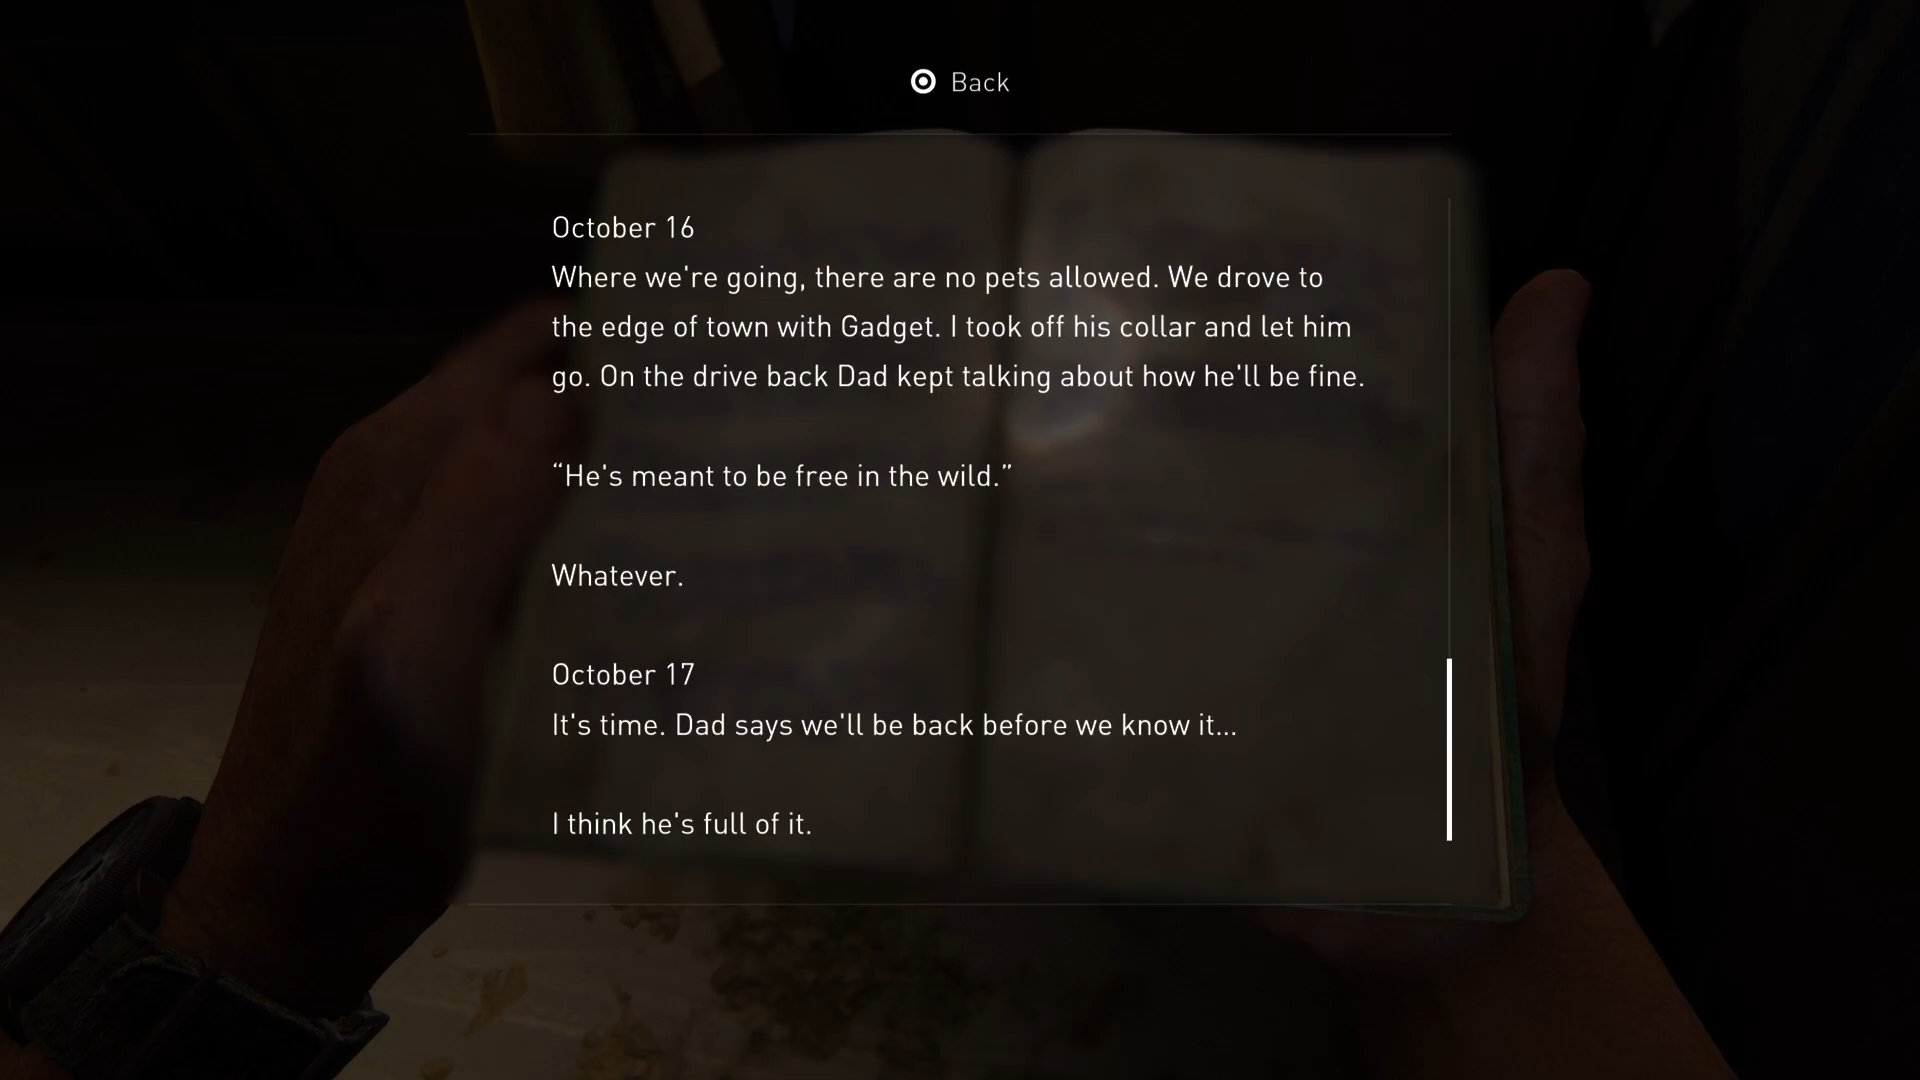 Back
October 16
Where we're going, there are no pets allowed. We drove to
the edge of town with Gadget. I took off his collar and let him
go. On the drive back Dad kept talking about how he'll be fine.
“He's meant to be free in the wild.”
Whatever.
October 17
It's time. Dad says we'll be back before we know it...
I think he's full of it.